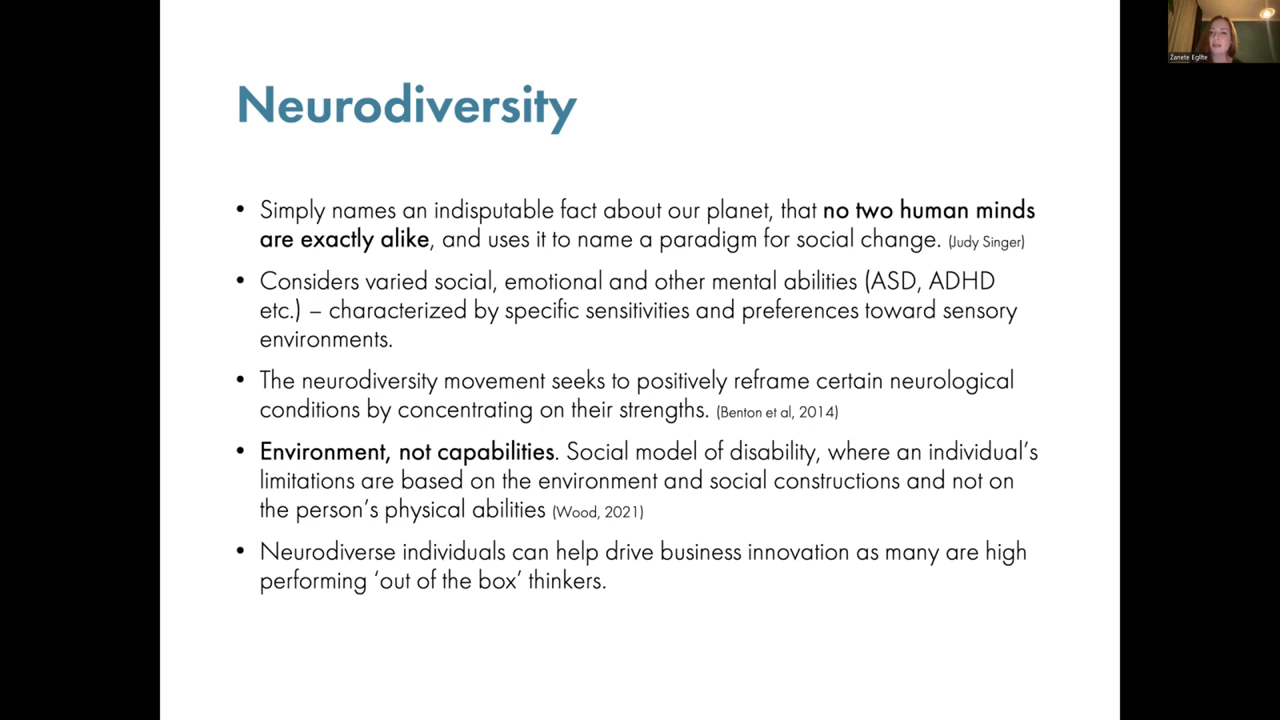 Neurodiversity
• Simply names an indisputable fact about our planet, that no two human minds
are exactly alike, and uses it to name a paradigm for social change. (Judy Singer)
• Considers varied social, emotional and other mental abilities (ASD, ADHD
etc.) – characterized by specific sensitivities and preferences toward sensory
environments.
• The neurodiversity movement seeks to positively reframe certain neurological
conditions by concentrating on their strengths. (Benton et al, 2014)
• Environment, not capabilities. Social model of disability, where an individual’s
limitations are based on the environment and social constructions and not on
the person’s physical abilities (Wood, 2021)
• Neurodiverse individuals can help drive business innovation as many are high
performing ‘out of the box’ thinkers.
Zanete Eglite